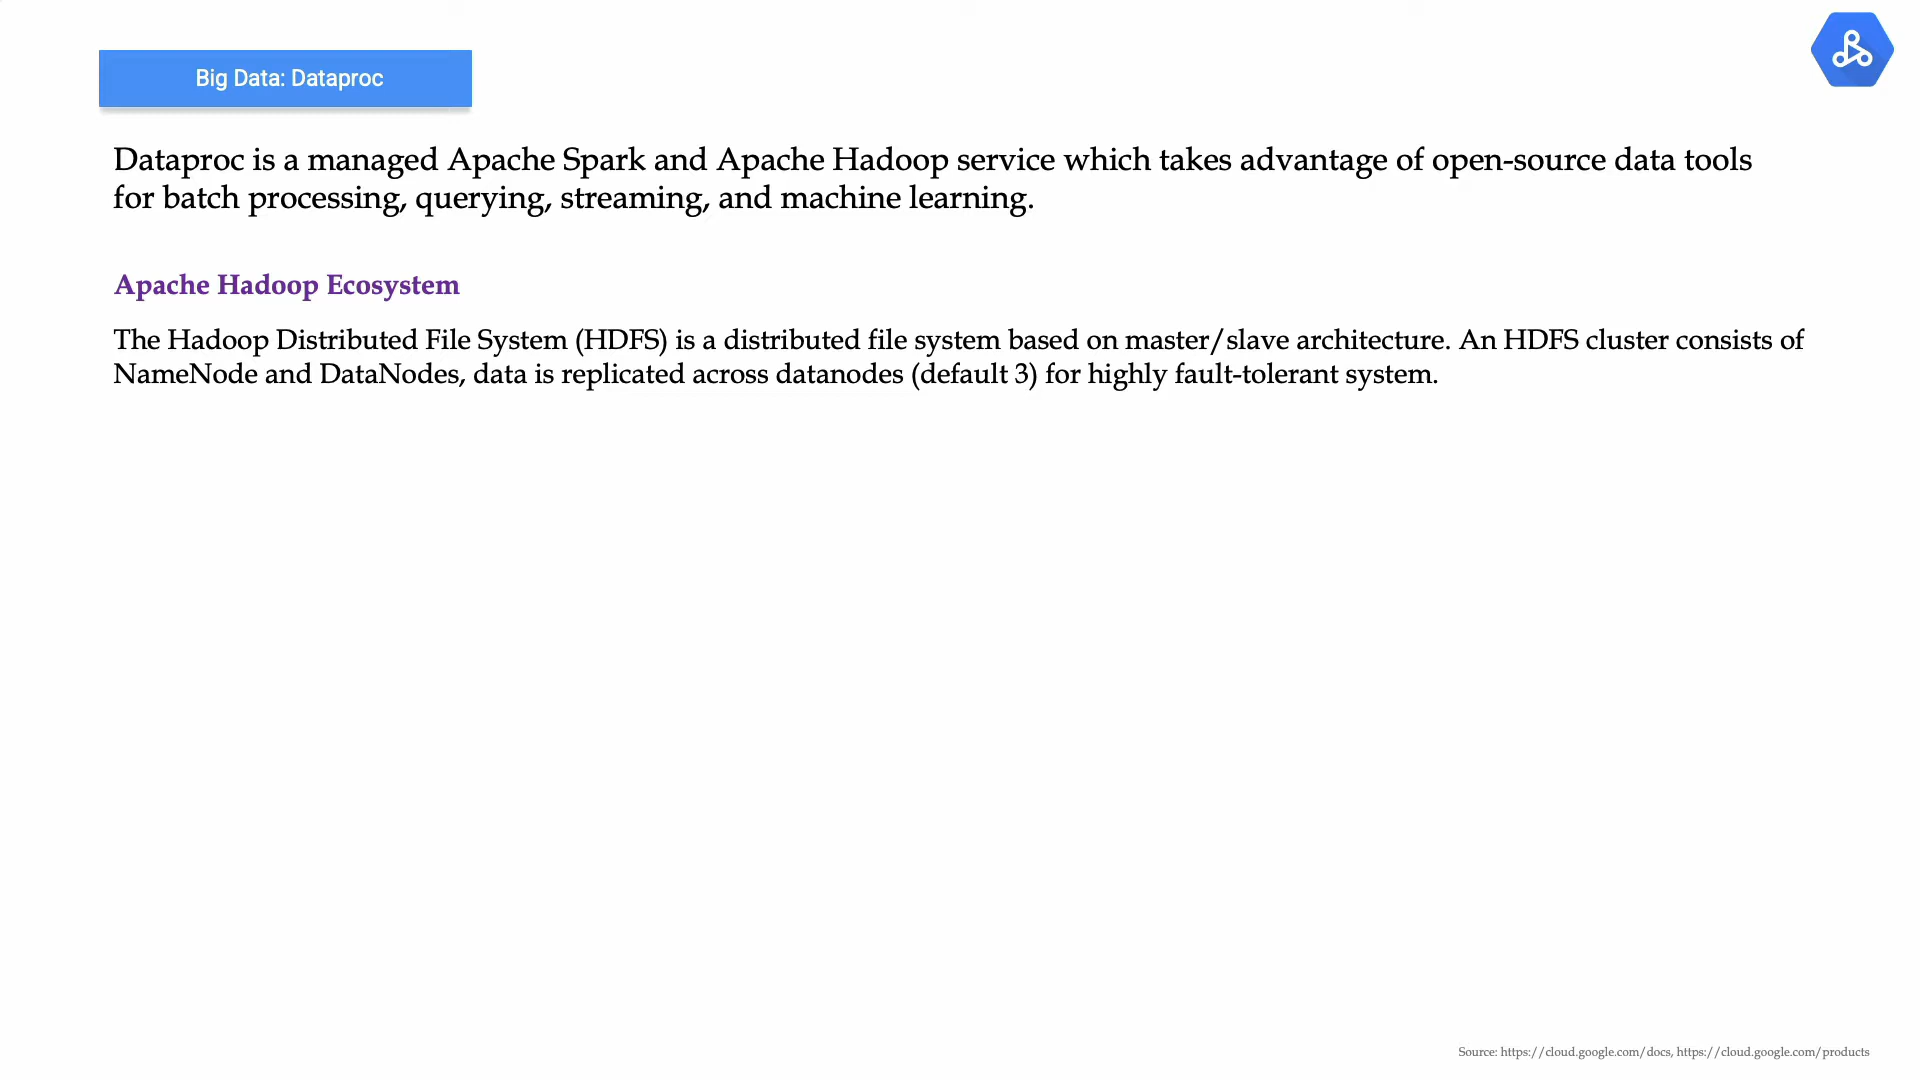 Big Data: Dataproc
Dataproc is a managed Apache Spark and Apache Hadoop service which takes advantage of open-source data tools
for batch processing, querying, streaming, and machine learning.
Apache Hadoop Ecosystem
The Hadoop Distributed File System (HDFS) is a distributed file system based on master/slave architecture. An HDFS cluster consists of
NameNode and DataNodes, data is replicated across datanodes (default 3) for highly fault-tolerant system.
Source: https://cloud.google.com/docs, https://cloud.google.com/products